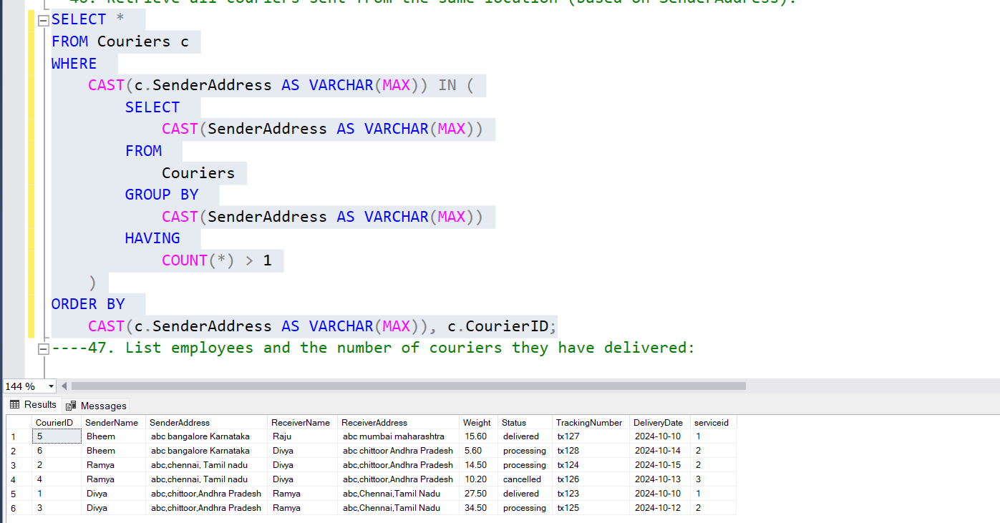 46. Retrieve all couriers sent from the same location (based on SenderAddress):
SELECT *
FROM Couriers c
WHERE
CAST(c.SenderAddress AS VARCHAR(MAX)) IN (
SELECT
CAST(SenderAddress AS VARCHAR(MAX))
FROM
Couriers
GROUP BY
CAST(SenderAddress AS VARCHAR(MAX))
HAVING
COUNT(*) > 1
)
ORDER BY
CAST(c.SenderAddress AS VARCHAR(MAX)), c.CourierID;
----47. List employees and the number of couriers they have delivered:
144 %
Results Messages
CourierID SenderName SenderAddress ReceiverName ReceiverAddress Weight Status TrackingNumber DeliveryDate serviceid
1 5 Bheem abc bangalore Karnataka Raju abc mumbai maharashtra 15.60 delivered tx127 2024-10-10 1
2 6 Bheem abc bangalore Karnataka Divya abc chittoor Andhra Pradesh 5.60 processing tx128 2024-10-14 2
3 2 Ramya abc,chennai, Tamil nadu Divya abc,chittoor,Andhra Pradesh 14.50 processing tx124 2024-10-15 2
4 4 Ramya abc,chennai, Tamil nadu Divya abc,chittoor,Andhra Pradesh 10.20 cancelled tx126 2024-10-13 3
5 1 Divya abc,chittoor,Andhra Pradesh Ramya abc,Chennai,Tamil Nadu 27.50 delivered tx123 2024-10-10 1
6 3 Divya abc,chittoor,Andhra Pradesh Ramya abc,Chennai,Tamil Nadu 34.50 processing tx125 2024-10-12 2